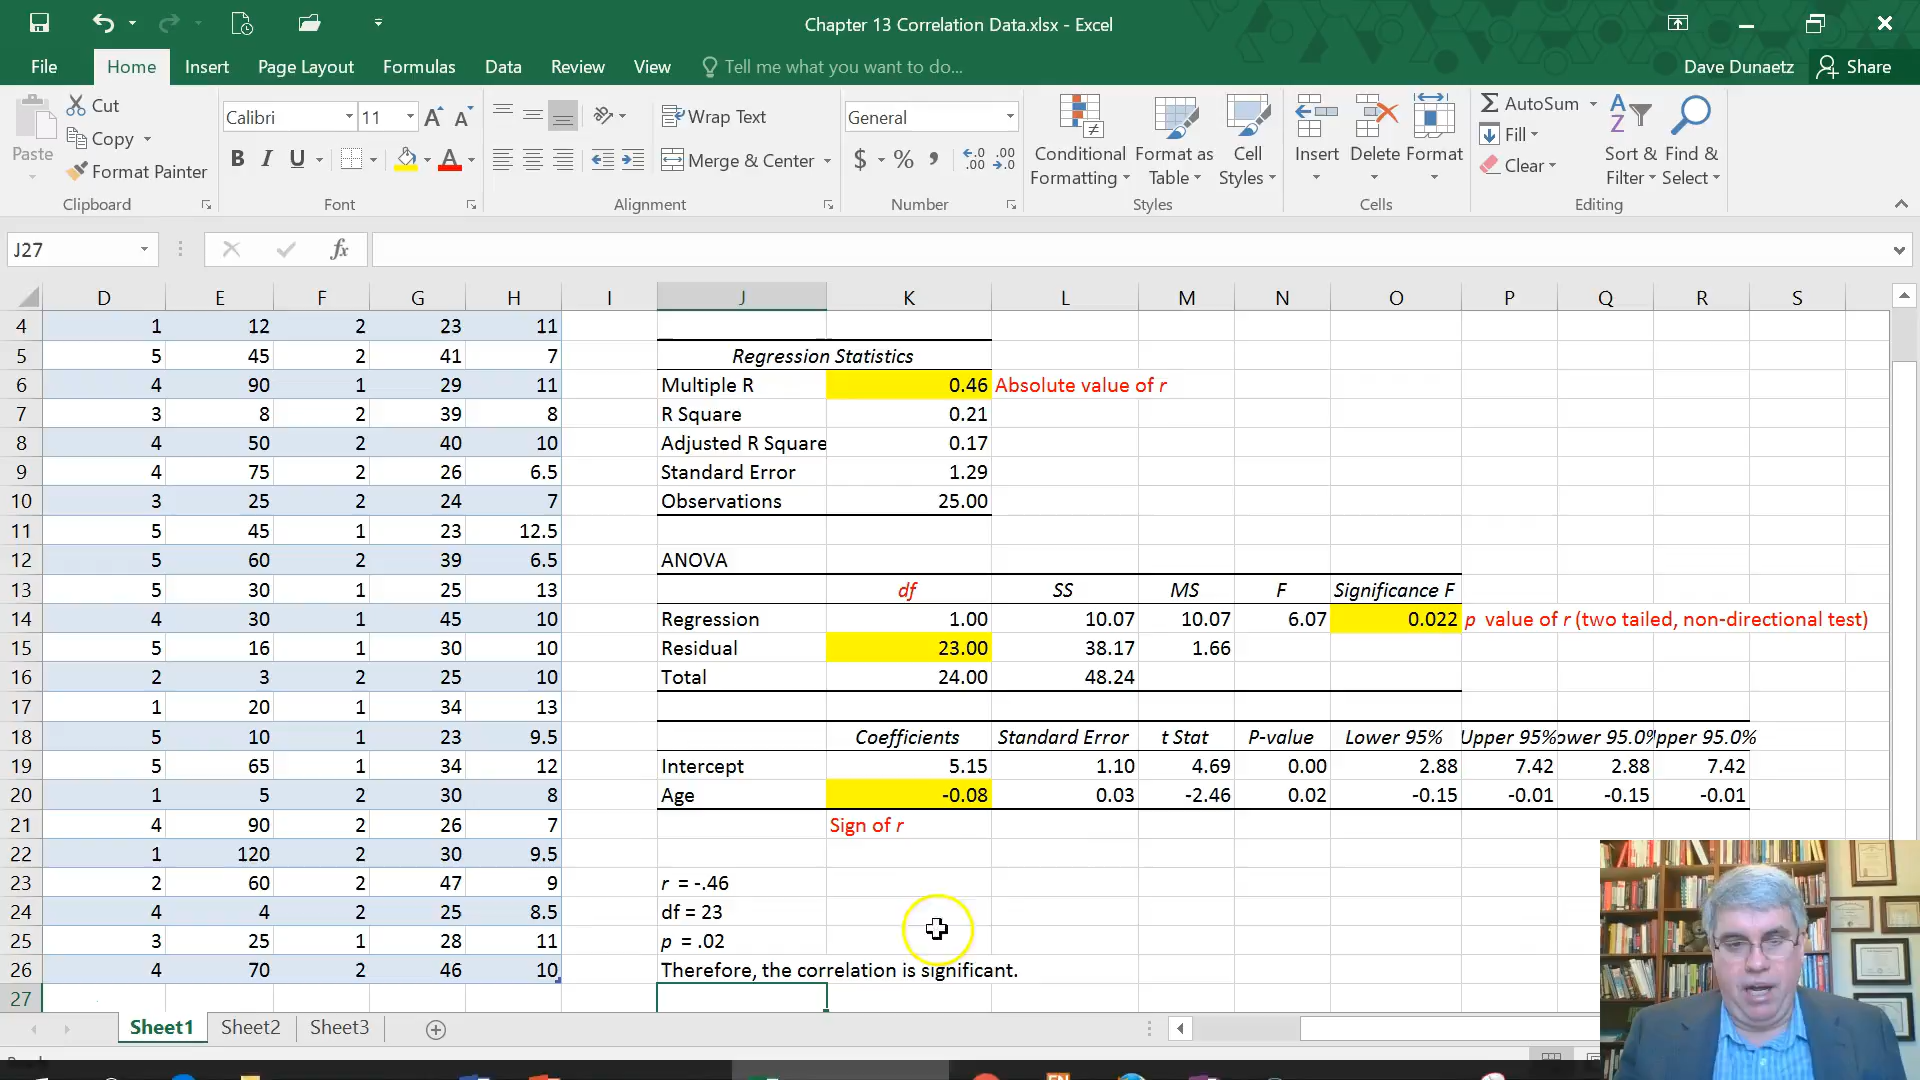 Chapter 13 Correlation Data.xlsx - Excel
File Home Insert Page Layout Formulas Data Review View Tell me what you want to do... Dave Dunaetz Share
Paste Cut Copy Format Painter Clipboard
Calibri 11 A A B I U A Font
Wrap Text Merge & Center Alignment
General $ % , Number
Conditional Formatting Format as Table Cell Styles Styles
Insert Delete Format Cells
AutoSum Fill Clear Sort & Filter Find & Select Editing
J27 fx
D E F G H I J K L M N O P Q R S
4 1 12 2 23 11
5 5 45 2 41 7 Regression Statistics
6 4 90 1 29 11 Multiple R 0.46 Absolute value of r
7 3 8 2 39 8 R Square 0.21
8 4 50 2 40 10 Adjusted R Square 0.17
9 4 75 2 26 6.5 Standard Error 1.29
10 3 25 2 24 7 Observations 25.00
11 5 45 1 23 12.5
12 5 60 2 39 6.5 ANOVA
13 5 30 1 25 13 df SS MS F Significance F
14 4 30 1 45 10 Regression 1.00 10.07 10.07 6.07 0.022 p value of r (two tailed, non-directional test)
15 5 16 1 30 10 Residual 23.00 38.17 1.66
16 2 3 2 25 10 Total 24.00 48.24
17 1 20 1 34 13
18 5 10 1 23 9.5 Coefficients Standard Error t Stat P-value Lower 95% Upper 95% ower 95.0% pper 95.0%
19 5 65 1 34 12 Intercept 5.15 1.10 4.69 0.00 2.88 7.42 2.88 7.42
20 1 5 2 30 8 Age -0.08 0.03 -2.46 0.02 -0.15 -0.01 -0.15 -0.01
21 4 90 2 26 7 Sign of r
22 1 120 2 30 9.5
23 2 60 2 47 9 r = -.46
24 4 4 2 25 8.5 df = 23
25 3 25 1 28 11 p = .02
26 4 70 2 46 10 Therefore, the correlation is significant.
27
Sheet1 Sheet2 Sheet3